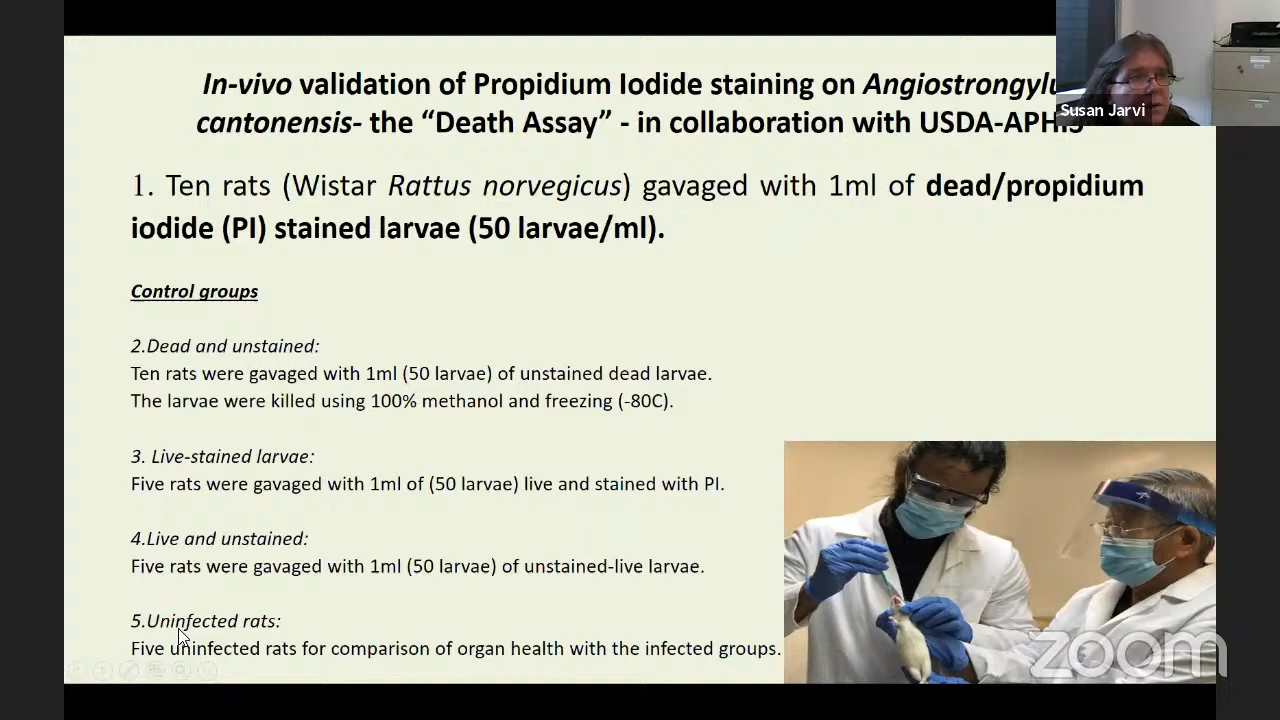 In-vivo validation of Propidium Iodide staining on Angiostrongylu
cantonensis- the “Death Assay” - in collaboration with USDA-APHIS
Susan Jarvi
1. Ten rats (Wistar Rattus norvegicus) gavaged with 1ml of dead/propidium
iodide (PI) stained larvae (50 larvae/ml).
Control groups
2.Dead and unstained:
Ten rats were gavaged with 1ml (50 larvae) of unstained dead larvae.
The larvae were killed using 100% methanol and freezing (-80C).
3. Live-stained larvae:
Five rats were gavaged with 1ml of (50 larvae) live and stained with PI.
4.Live and unstained:
Five rats were gavaged with 1ml (50 larvae) of unstained-live larvae.
5.Uninfected rats:
Five uninfected rats for comparison of organ health with the infected groups.
zoom